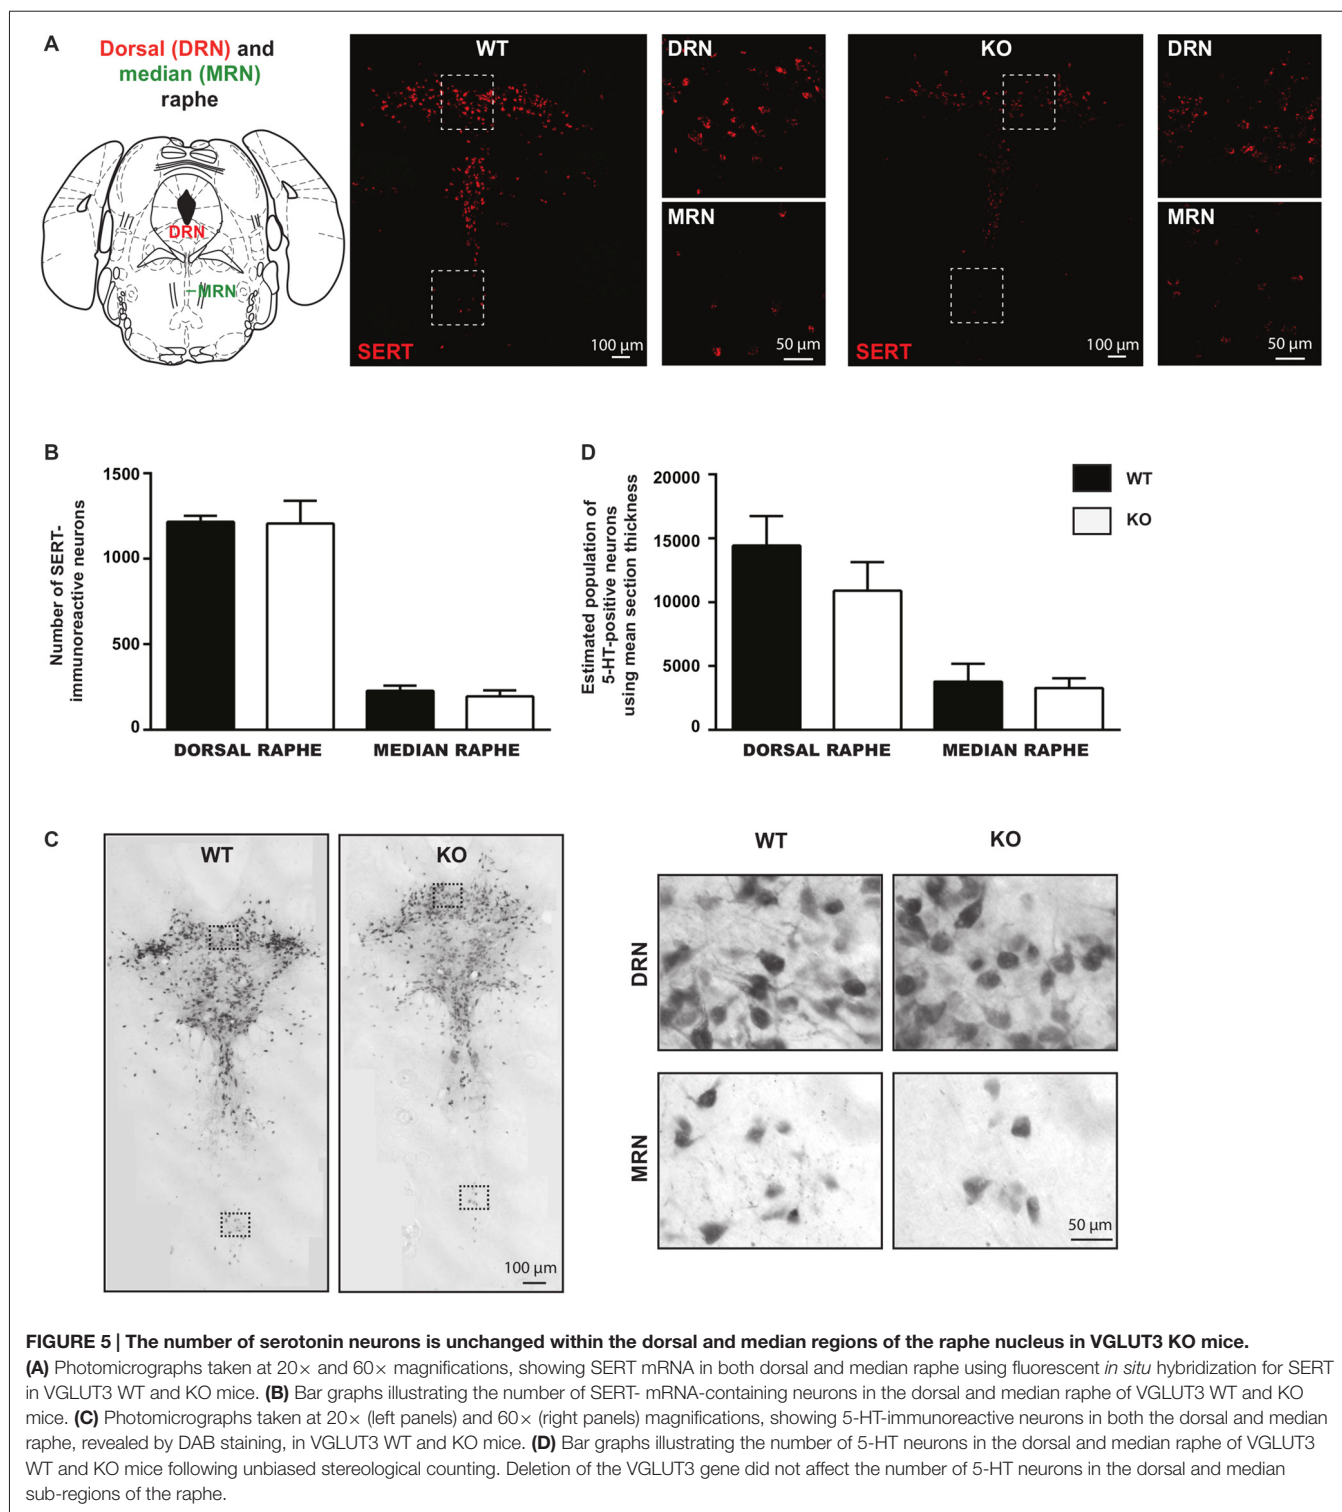 A
Dorsal (DRN) and
median (MRN)
raphe
DRN
MRN
WT
SERT
100 µm
DRN
MRN
50 µm
KO
SERT
100 µm
DRN
MRN
50 µm
B
Number of SERT-
immunoreactive neurons
1500
1000
500
0
DORSAL RAPHE
MEDIAN RAPHE
D
Estimated population of
5-HT-positive neurons
using mean section thickness
20000
15000
10000
5000
0
DORSAL RAPHE
MEDIAN RAPHE
WT
KO
C
WT
KO
100 µm
WT
KO
DRN
MRN
50 µm
FIGURE 5 | The number of serotonin neurons is unchanged within the dorsal and median regions of the raphe nucleus in VGLUT3 KO mice.
(A) Photomicrographs taken at 20× and 60× magnifications, showing SERT mRNA in both dorsal and median raphe using fluorescent in situ hybridization for SERT
in VGLUT3 WT and KO mice. (B) Bar graphs illustrating the number of SERT- mRNA-containing neurons in the dorsal and median raphe of VGLUT3 WT and KO
mice. (C) Photomicrographs taken at 20× (left panels) and 60× (right panels) magnifications, showing 5-HT-immunoreactive neurons in both the dorsal and median
raphe, revealed by DAB staining, in VGLUT3 WT and KO mice. (D) Bar graphs illustrating the number of 5-HT neurons in the dorsal and median raphe of VGLUT3
WT and KO mice following unbiased stereological counting. Deletion of the VGLUT3 gene did not affect the number of 5-HT neurons in the dorsal and median
sub-regions of the raphe.